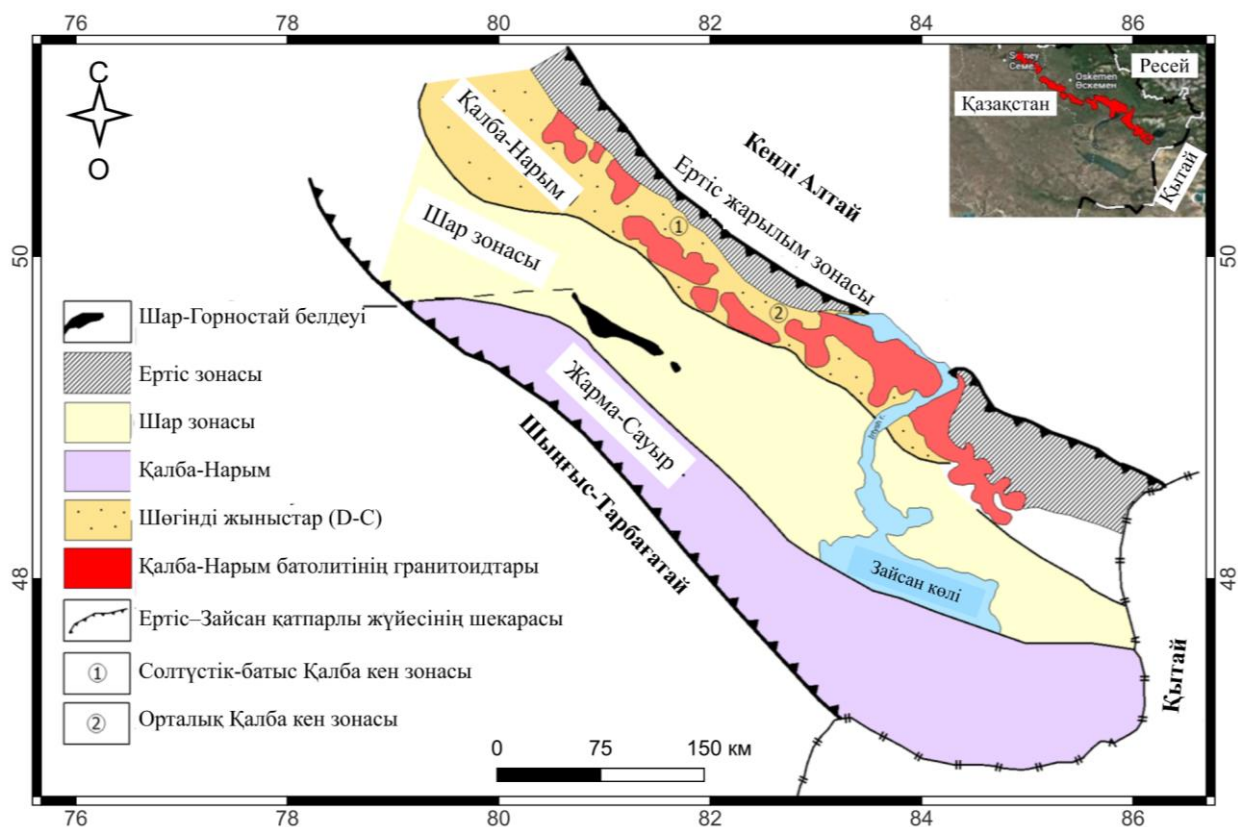 76
78
80
82
84
86
С
О
Семей
Oskemen
Өскемен
Ресей
Қазақстан
Қытай
Кенді Алтай
Қалба-Нарым
Ертіс жарылым зонасы
①
Шар зонасы
50
50
②
Шар-Горностай белдеуі
Ертіс зонасы
Шар зонасы
Қалба-Нарым
Шөгінді жыныстар (D-C)
Қалба-Нарым батолитінің гранитоидтары
Ертіс–Зайсан қатпарлы жүйесінің шекарасы
① Солтүстік-батыс Қалба кен зонасы
② Орталық Қалба кен зонасы
Жарма-Сауыр
Шыңғыс-Тарбағатай
48
48
Зайсан көлі
Қытай
0 75 150 км
76
78
80
82
84
86